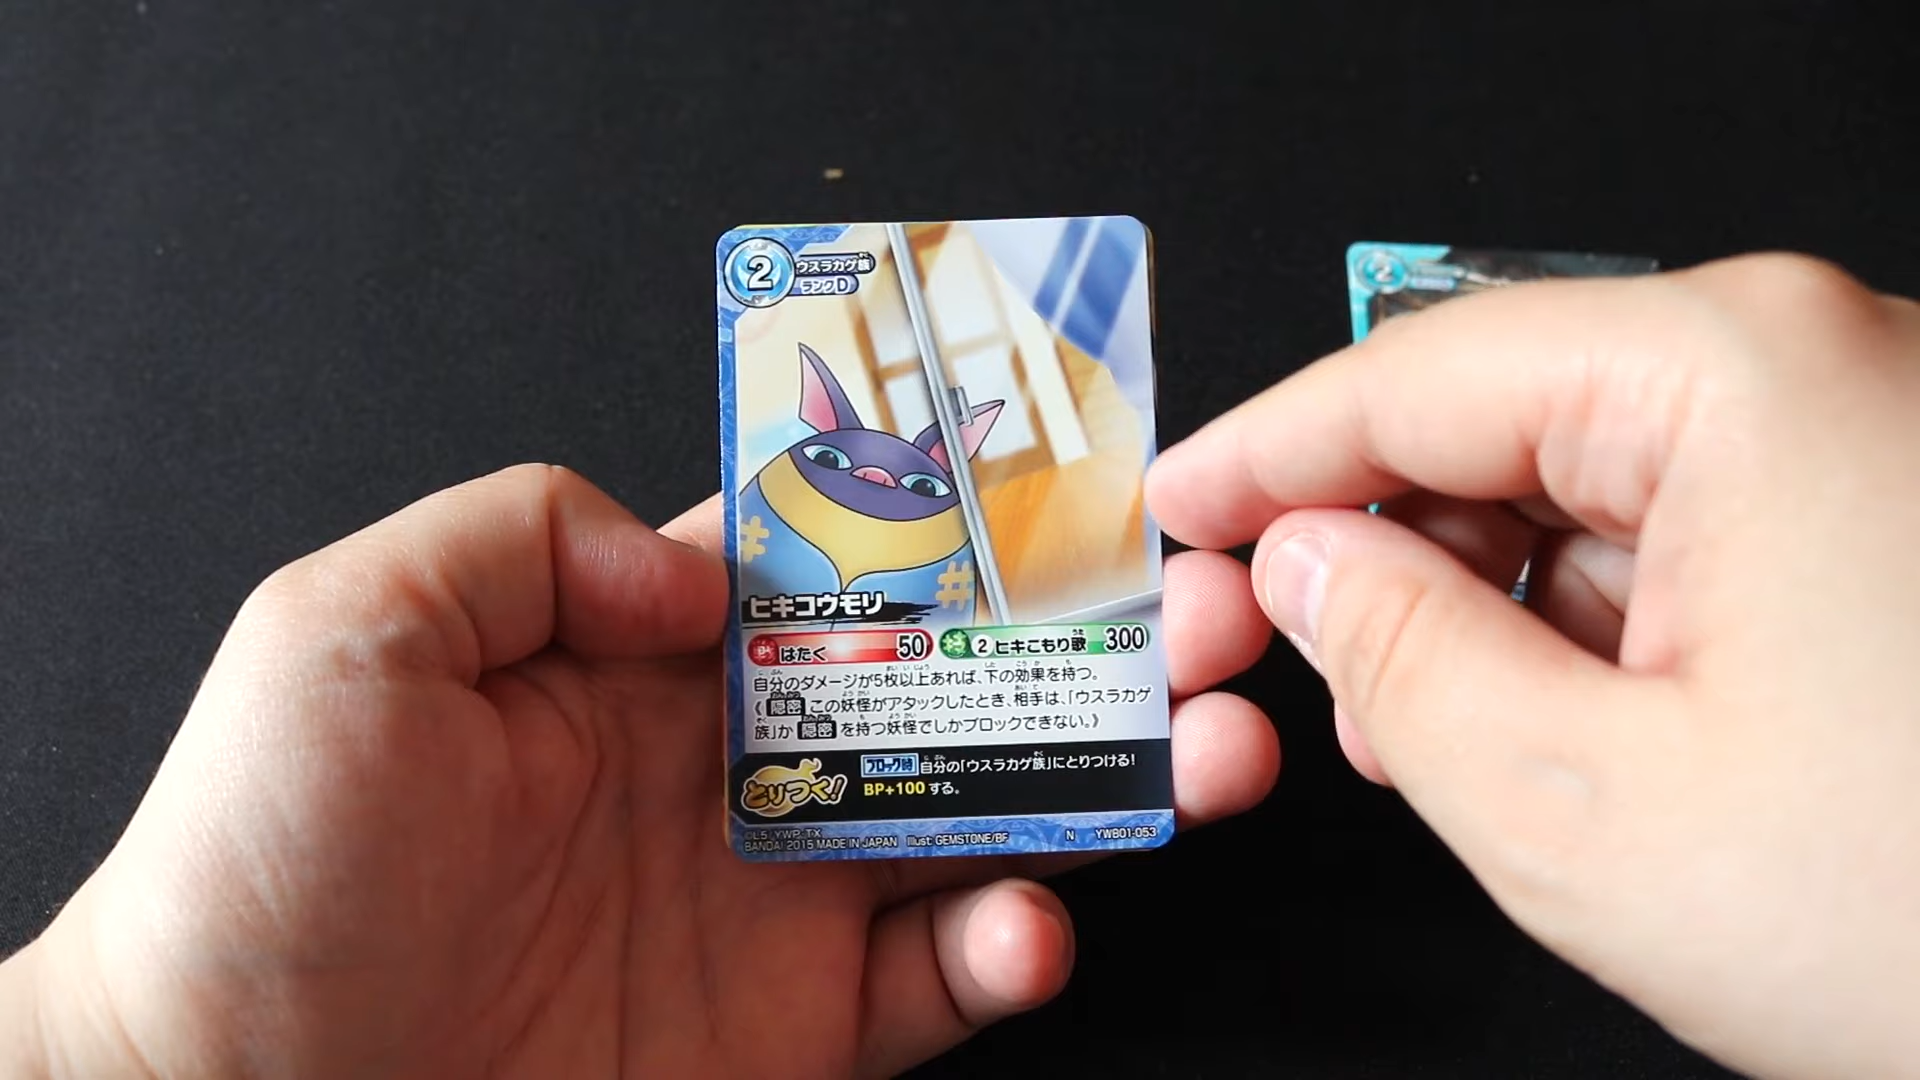 2
ウスラカゲ族
ランクD
ヒキコウモリ
はたく 50
2 ヒキこもり歌 300
自分のダメージが5枚以上あれば、下の効果を持つ。
《隠密 この妖怪がアタックしたとき、相手は、「ウスラカゲ
族」か 隠密 を持つ妖怪でしかブロックできない。》
とりつく!
ブロック時 自分の「ウスラカゲ族」にとりつける!
BP+100する。
©L5/YWP・TX
BANDAI 2015 MADE IN JAPAN Illust: GEMSTONE/BF N YWB01-053
2